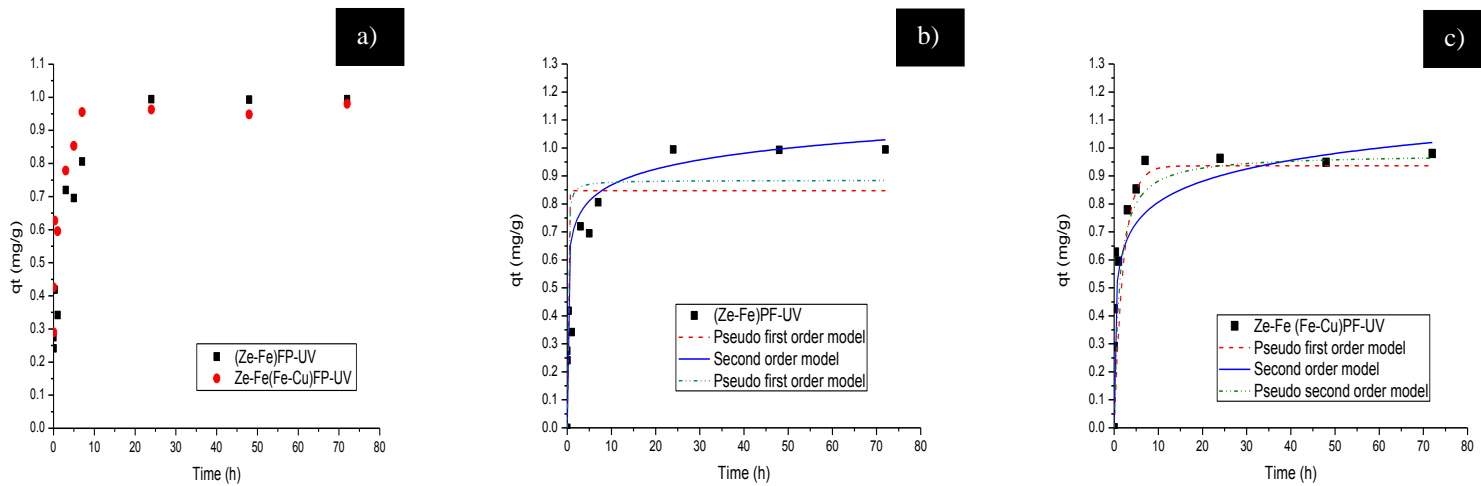 a)
1.1
1.0
0.9
0.8
0.7
0.6
0.5
0.4
0.3
0.2
0.1
0.0
qt (mg/g)
(Ze-Fe)FP-UV
Ze-Fe(Fe-Cu)FP-UV
0 10 20 30 40 50 60 70 80
Time (h)
b)
1.3
1.2
1.1
1.0
0.9
0.8
0.7
0.6
0.5
0.4
0.3
0.2
0.1
0.0
qt (mg/g)
(Ze-Fe)PF-UV
Pseudo first order model
Second order model
Pseudo first order model
0 10 20 30 40 50 60 70 80
Time (h)
c)
1.3
1.2
1.1
1.0
0.9
0.8
0.7
0.6
0.5
0.4
0.3
0.2
0.1
0.0
qt (mg/g)
Ze-Fe (Fe-Cu)PF-UV
Pseudo first order model
Second order model
Pseudo second order model
0 10 20 30 40 50 60 70 80
Time (h)